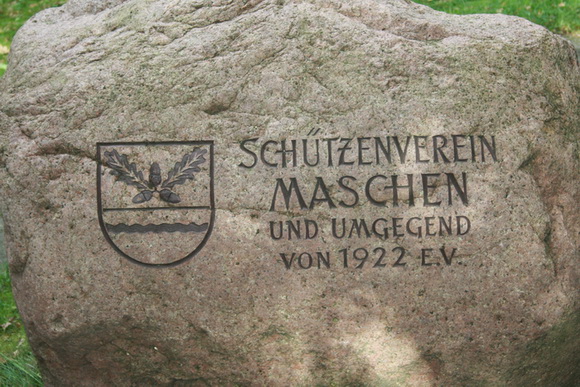 SCHÜTZENVEREIN
MASCHEN
UND UMGEGEND
VON 1922 E.V.